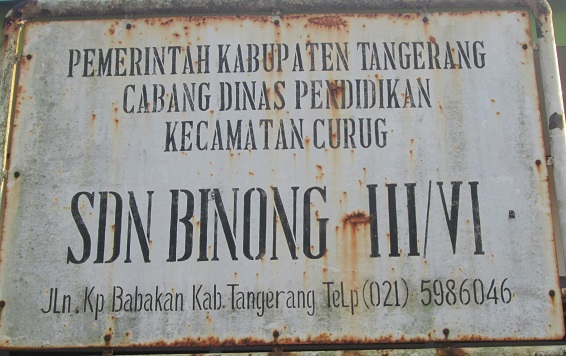 PEMERINTAH KABUPATEN TANGERANG
CABANG DINAS PENDIDIKAN
KECAMATAN CURUG
SDN BINONG III/VI
JLn. Kp Babakan Kab. Tangerang TeLp (021) 5986046